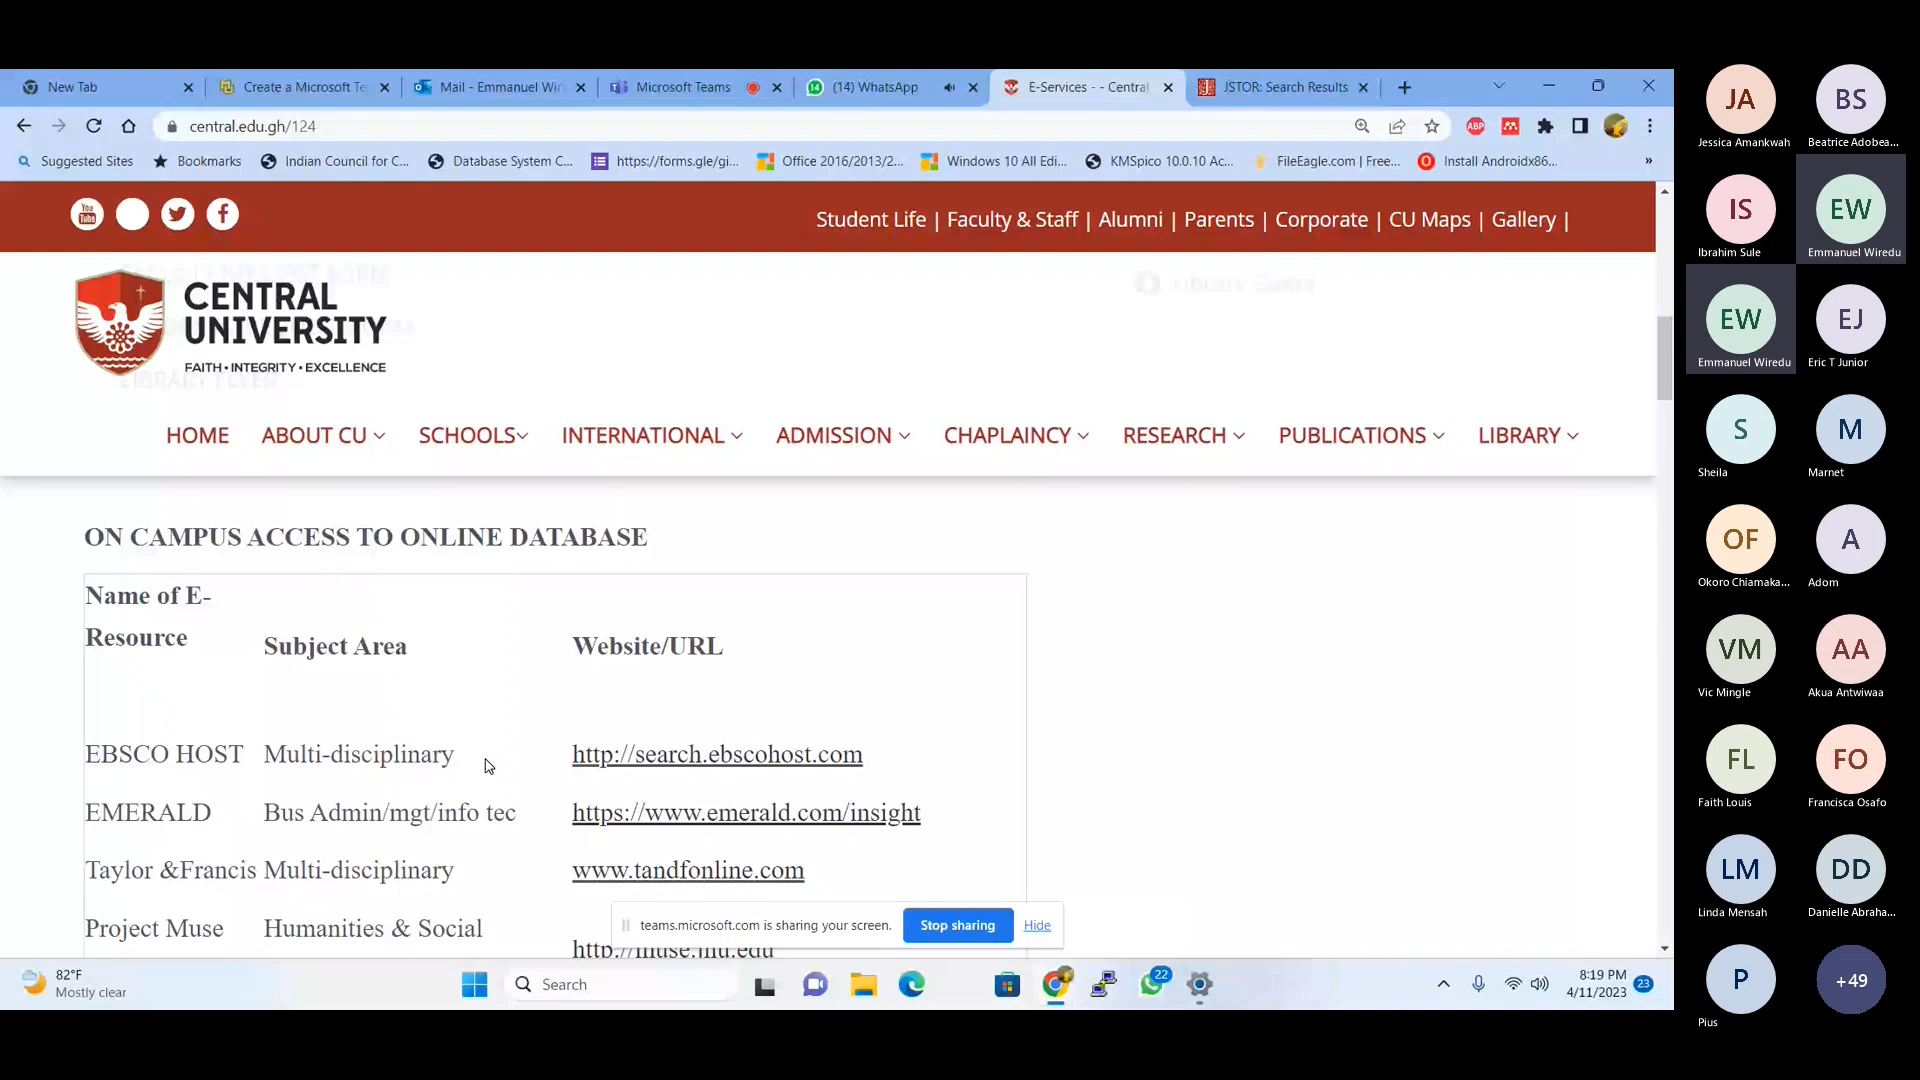 New Tab
Create a Microsoft Te
Mail - Emmanuel Wir
Microsoft Teams
(14) WhatsApp
E-Services - - Central
JSTOR: Search Results
central.edu.gh/124
ABP
Suggested Sites
Bookmarks
Indian Council for C...
Database System C...
https://forms.gle/gi...
Office 2016/2013/2...
Windows 10 All Edi...
KMSpico 10.0.10 Ac...
FileEagle.com | Free...
Install Androidx86...
You Tube
Student Life | Faculty & Staff | Alumni | Parents | Corporate | CU Maps | Gallery |
CENTRAL
UNIVERSITY
FAITH • INTEGRITY • EXCELLENCE
HOME ABOUT CU SCHOOLS INTERNATIONAL ADMISSION CHAPLAINCY RESEARCH PUBLICATIONS LIBRARY
ON CAMPUS ACCESS TO ONLINE DATABASE
Name of E-
Resource Subject Area Website/URL
EBSCO HOST Multi-disciplinary http://search.ebscohost.com
EMERALD Bus Admin/mgt/info tec https://www.emerald.com/insight
Taylor &Francis Multi-disciplinary www.tandfonline.com
Project Muse Humanities & Social
http://muse.jhu.edu
teams.microsoft.com is sharing your screen. Stop sharing Hide
82°F
Mostly clear
Search
22
8:19 PM
4/11/2023
23
JA
Jessica Amankwah
BS
Beatrice Adobea...
IS
Ibrahim Sule
EW
Emmanuel Wiredu
EW
Emmanuel Wiredu
EJ
Eric T Junior
S
Sheila
M
Marnet
OF
Okoro Chiamaka...
A
Adom
VM
Vic Mingle
AA
Akua Antwiwaa
FL
Faith Louis
FO
Francisca Osafo
LM
Linda Mensah
DD
Danielle Abraha...
P
Pius
+49